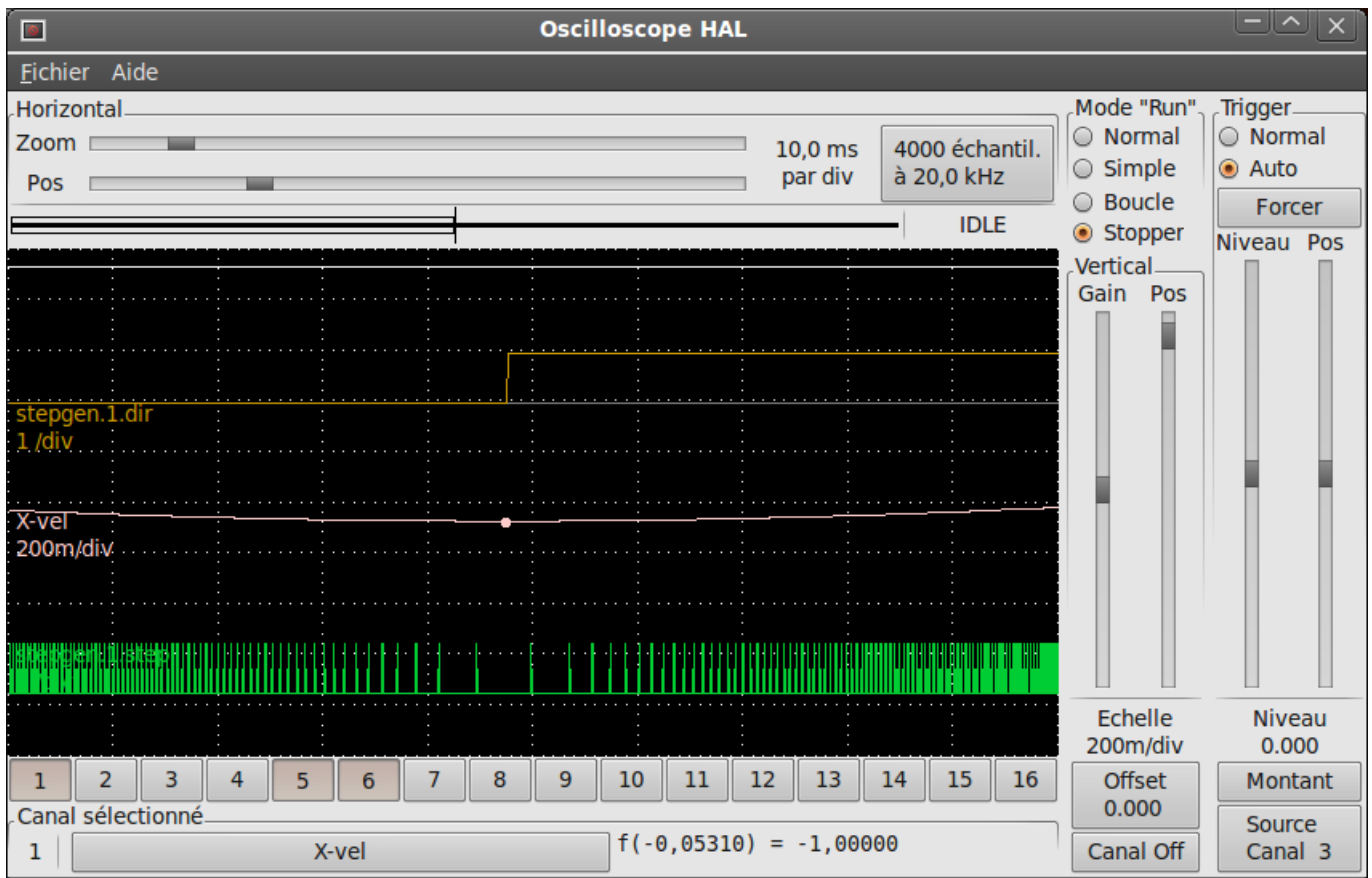 Oscilloscope HAL
Fichier Aide
Horizontal
Zoom
Pos
10,0 ms
par div
4000 échantil.
à 20,0 kHz
IDLE
Mode "Run"
Normal
Simple
Boucle
Stopper
Trigger
Normal
Auto
Forcer
Niveau Pos
Vertical
Gain Pos
stepgen.1.dir
1 /div
X-vel
200m/div
stepgen.1.step
Echelle
200m/div
Offset
0.000
Canal Off
Niveau
0.000
Montant
Source
Canal 3
1 2 3 4 5 6 7 8 9 10 11 12 13 14 15 16
Canal sélectionné
1 X-vel f(-0,05310) = -1,00000